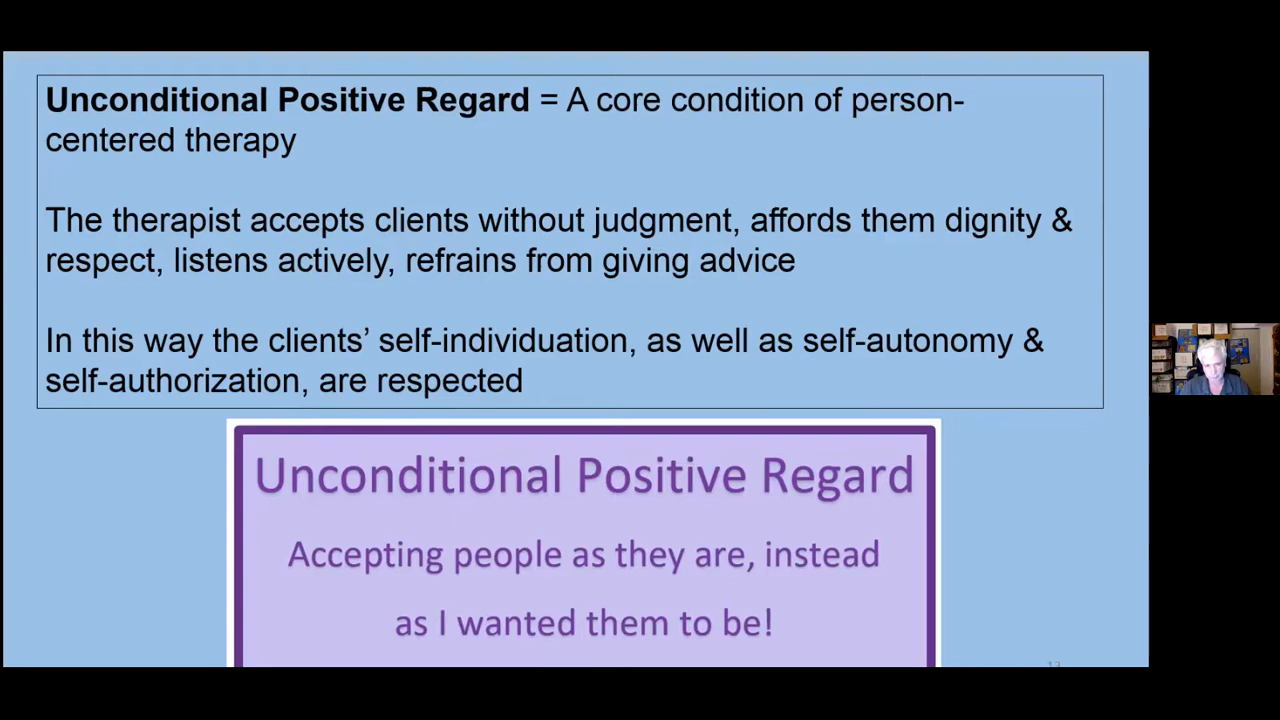 Unconditional Positive Regard = A core condition of person-
centered therapy
The therapist accepts clients without judgment, affords them dignity &
respect, listens actively, refrains from giving advice
In this way the clients’ self-individuation, as well as self-autonomy &
self-authorization, are respected
Unconditional Positive Regard
Accepting people as they are, instead
as I wanted them to be!